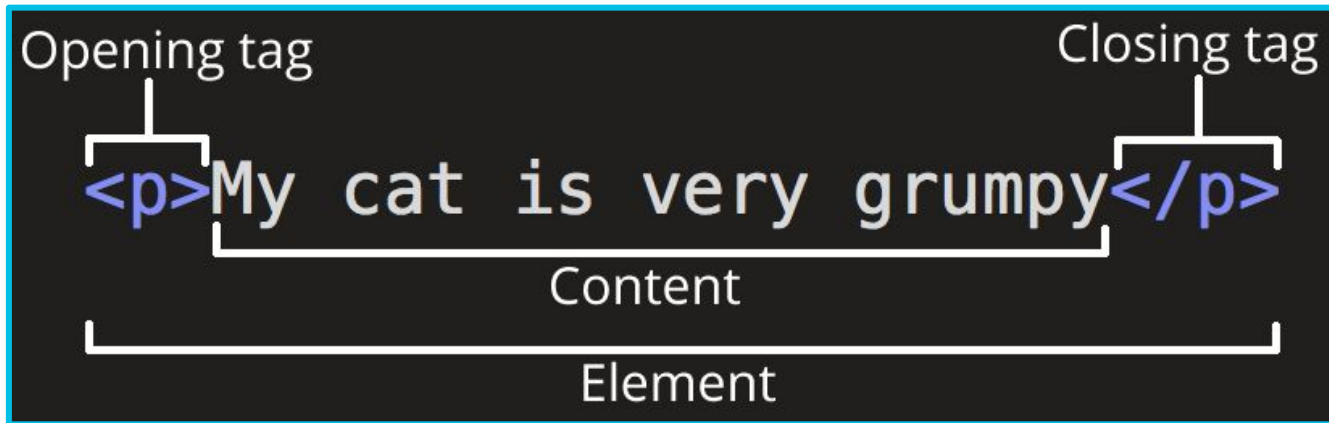 Opening tag
Closing tag
<p>My cat is very grumpy</p>
Content
Element